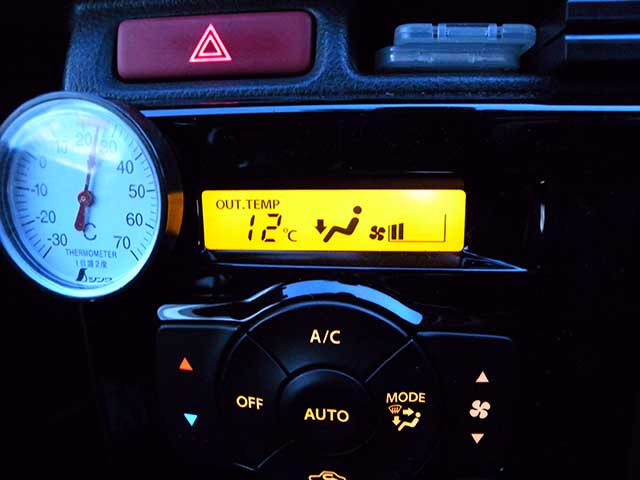 0 10 20 30 40
-10 50
-20 60
-30 °C 70
THERMOMETER
1目盛2度
シンワ
OUT.TEMP
12°C
A/C
OFF
AUTO
MODE